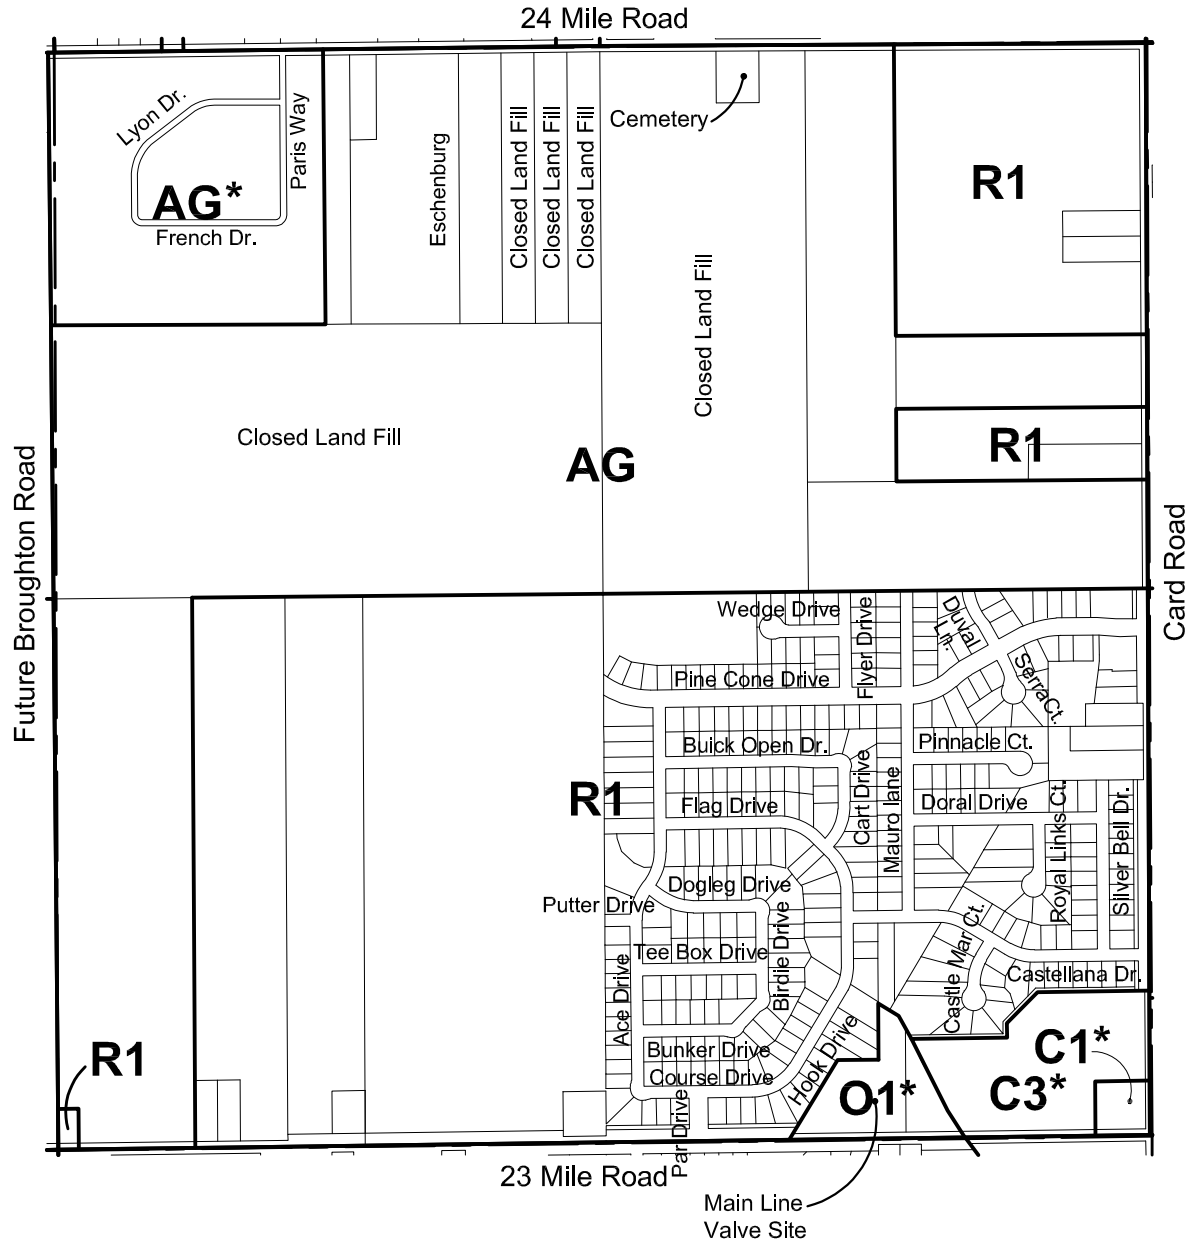 24 Mile Road
Lyon Dr.
Paris Way
AG*
French Dr.
Eschenburg
Closed Land Fill
Closed Land Fill
Closed Land Fill
Cemetery
Closed Land Fill
R1
Closed Land Fill
AG
R1
Future Broughton Road
Card Road
Wedge Drive
Flyer Drive
Duval
Ln.
Pine Cone Drive
Serra Ct.
Buick Open Dr.
Pinnacle Ct.
R1
Flag Drive
Cart Drive
Mauro lane
Doral Drive
Royal Links Ct.
Silver Bell Dr.
Dogleg Drive
Putter Drive
Tee Box Drive
Birdie Drive
Ace Drive
Castle Mar Ct.
Castellana Dr.
Bunker Drive
Course Drive
Hook Drive
Par Drive
R1
O1*
C1*
C3*
23 Mile Road
Main Line
Valve Site